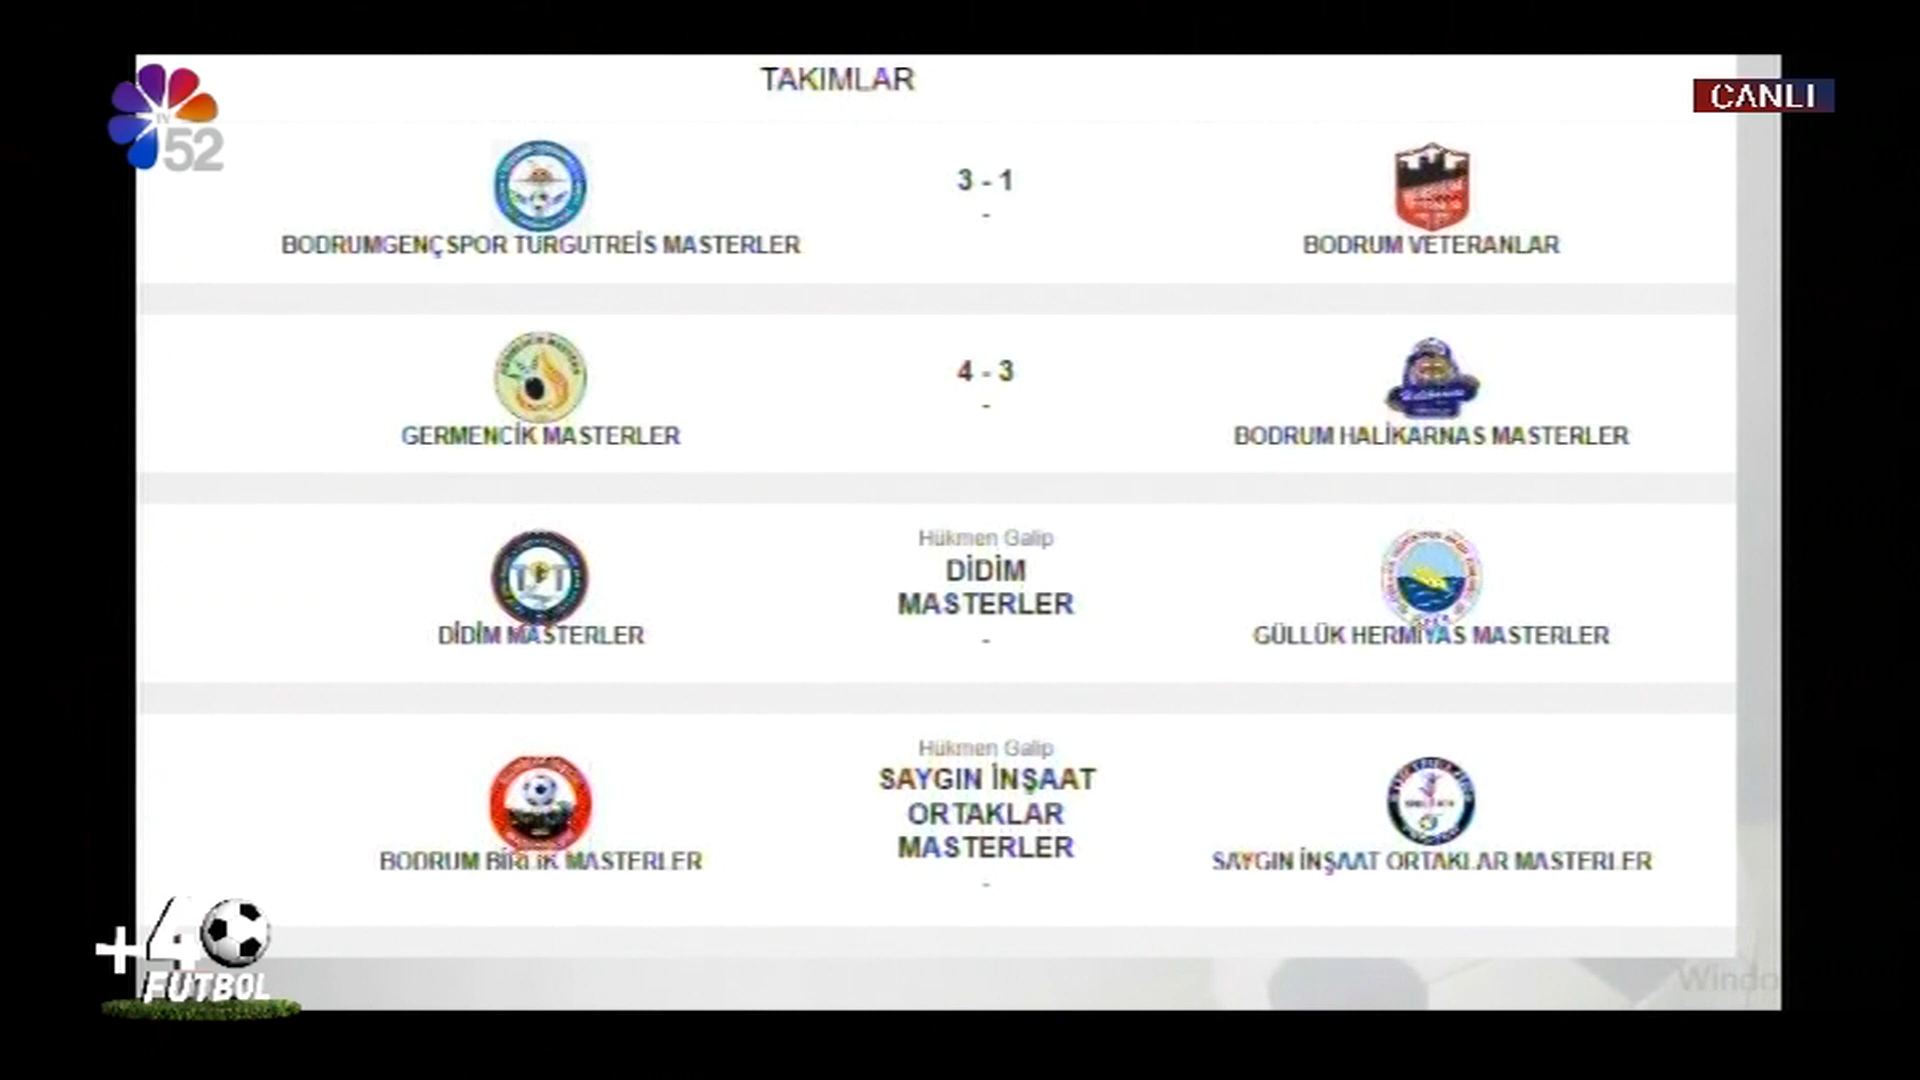 TAKIMLAR
CANLI
TV
52
3 - 1
-
BODRUMGENÇSPOR TURGUTREİS MASTERLER
BODRUM VETERANLAR
4 - 3
-
GERMENCİK MASTERLER
BODRUM HALİKARNAS MASTERLER
Hükmen Galip
DİDİM
MASTERLER
-
DİDİM MASTERLER
GÜLLÜK HERMİYAS MASTERLER
Hükmen Galip
SAYGIN İNŞAAT
ORTAKLAR
MASTERLER
-
BODRUM BİRLİK MASTERLER
SAYGIN İNŞAAT ORTAKLAR MASTERLER
+40
FUTBOL
Windo